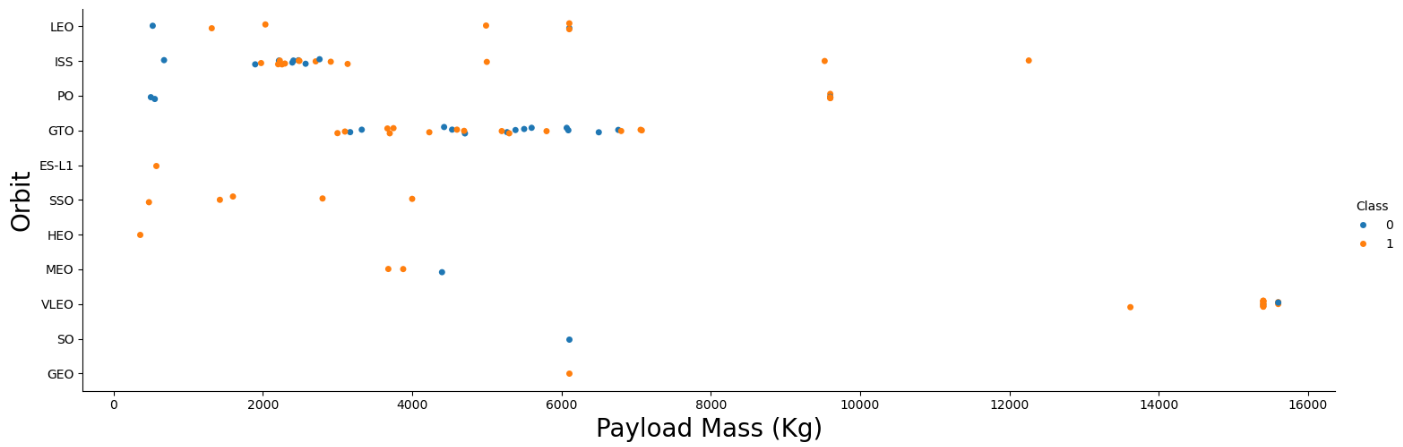 LEO
ISS
PO
GTO
ES-L1
SSO
HEO
MEO
VLEO
SO
GEO
Orbit
0 2000 4000 6000 8000 10000 12000 14000 16000
Payload Mass (Kg)
Class
0
1